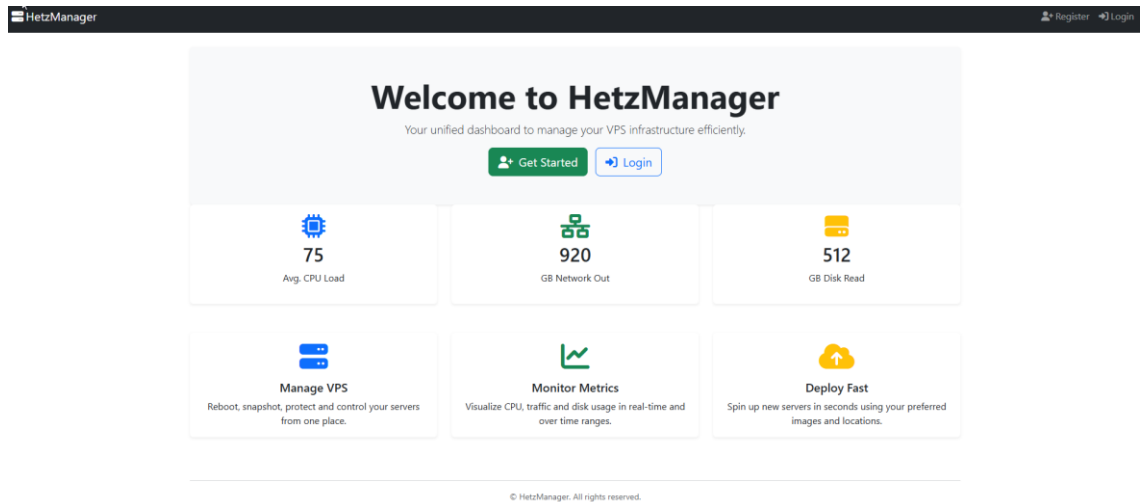 HetzManager
Register Login
Welcome to HetzManager
Your unified dashboard to manage your VPS infrastructure efficiently.
Get Started Login
75
Avg. CPU Load
920
GB Network Out
512
GB Disk Read
Manage VPS
Reboot, snapshot, protect and control your servers
from one place.
Monitor Metrics
Visualize CPU, traffic and disk usage in real-time and
over time ranges.
Deploy Fast
Spin up new servers in seconds using your preferred
images and locations.
© HetzManager. All rights reserved.